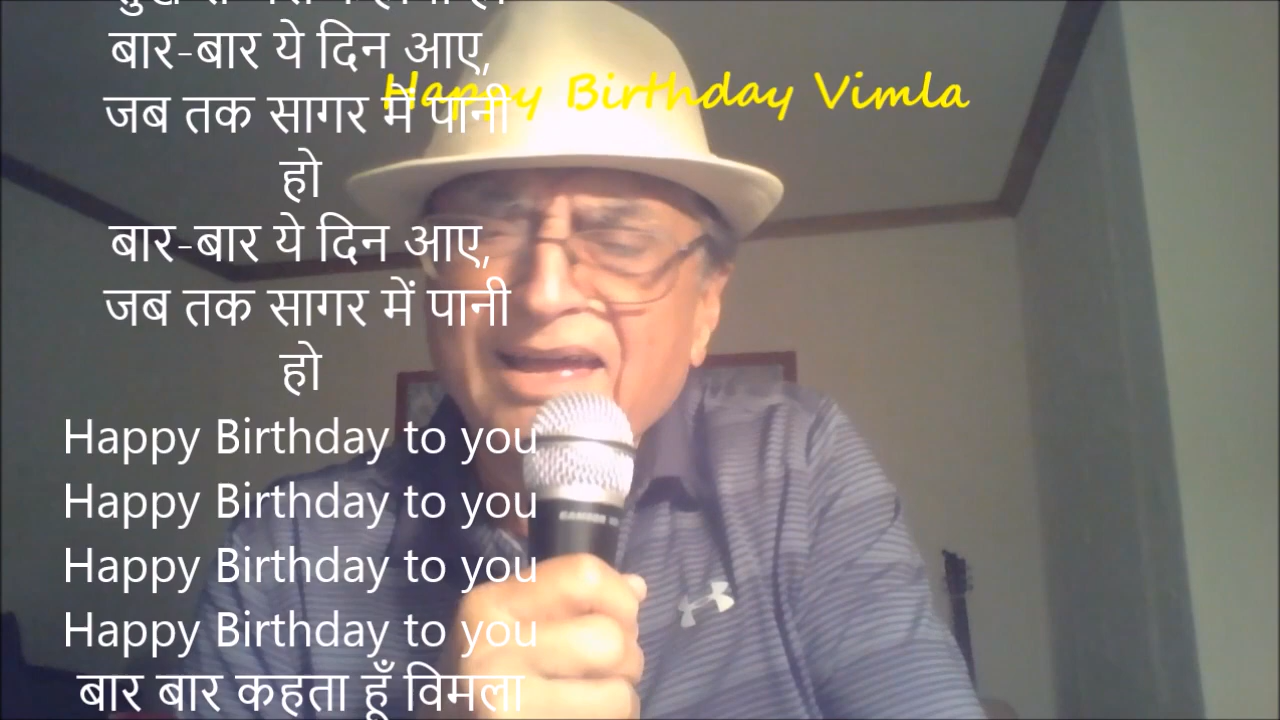 बार-बार ये दिन आए,
Happy Birthday Vimla
जब तक सागर में पानी
हो
बार-बार ये दिन आए,
जब तक सागर में पानी
हो
Happy Birthday to you
Happy Birthday to you
Happy Birthday to you
Happy Birthday to you
बार बार कहता हूँ विमला
SAMSON